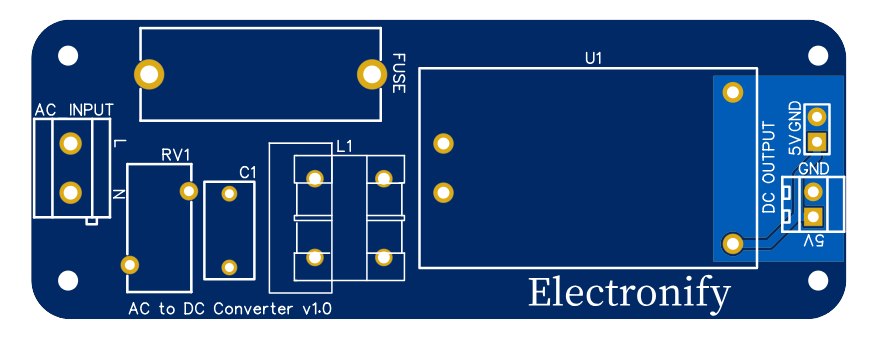 FUSE
U1
AC INPUT
L
N
RV1
C1
L1
DC OUTPUT
5V GND
GND
5V
Electronify
AC to DC Converter v1.0